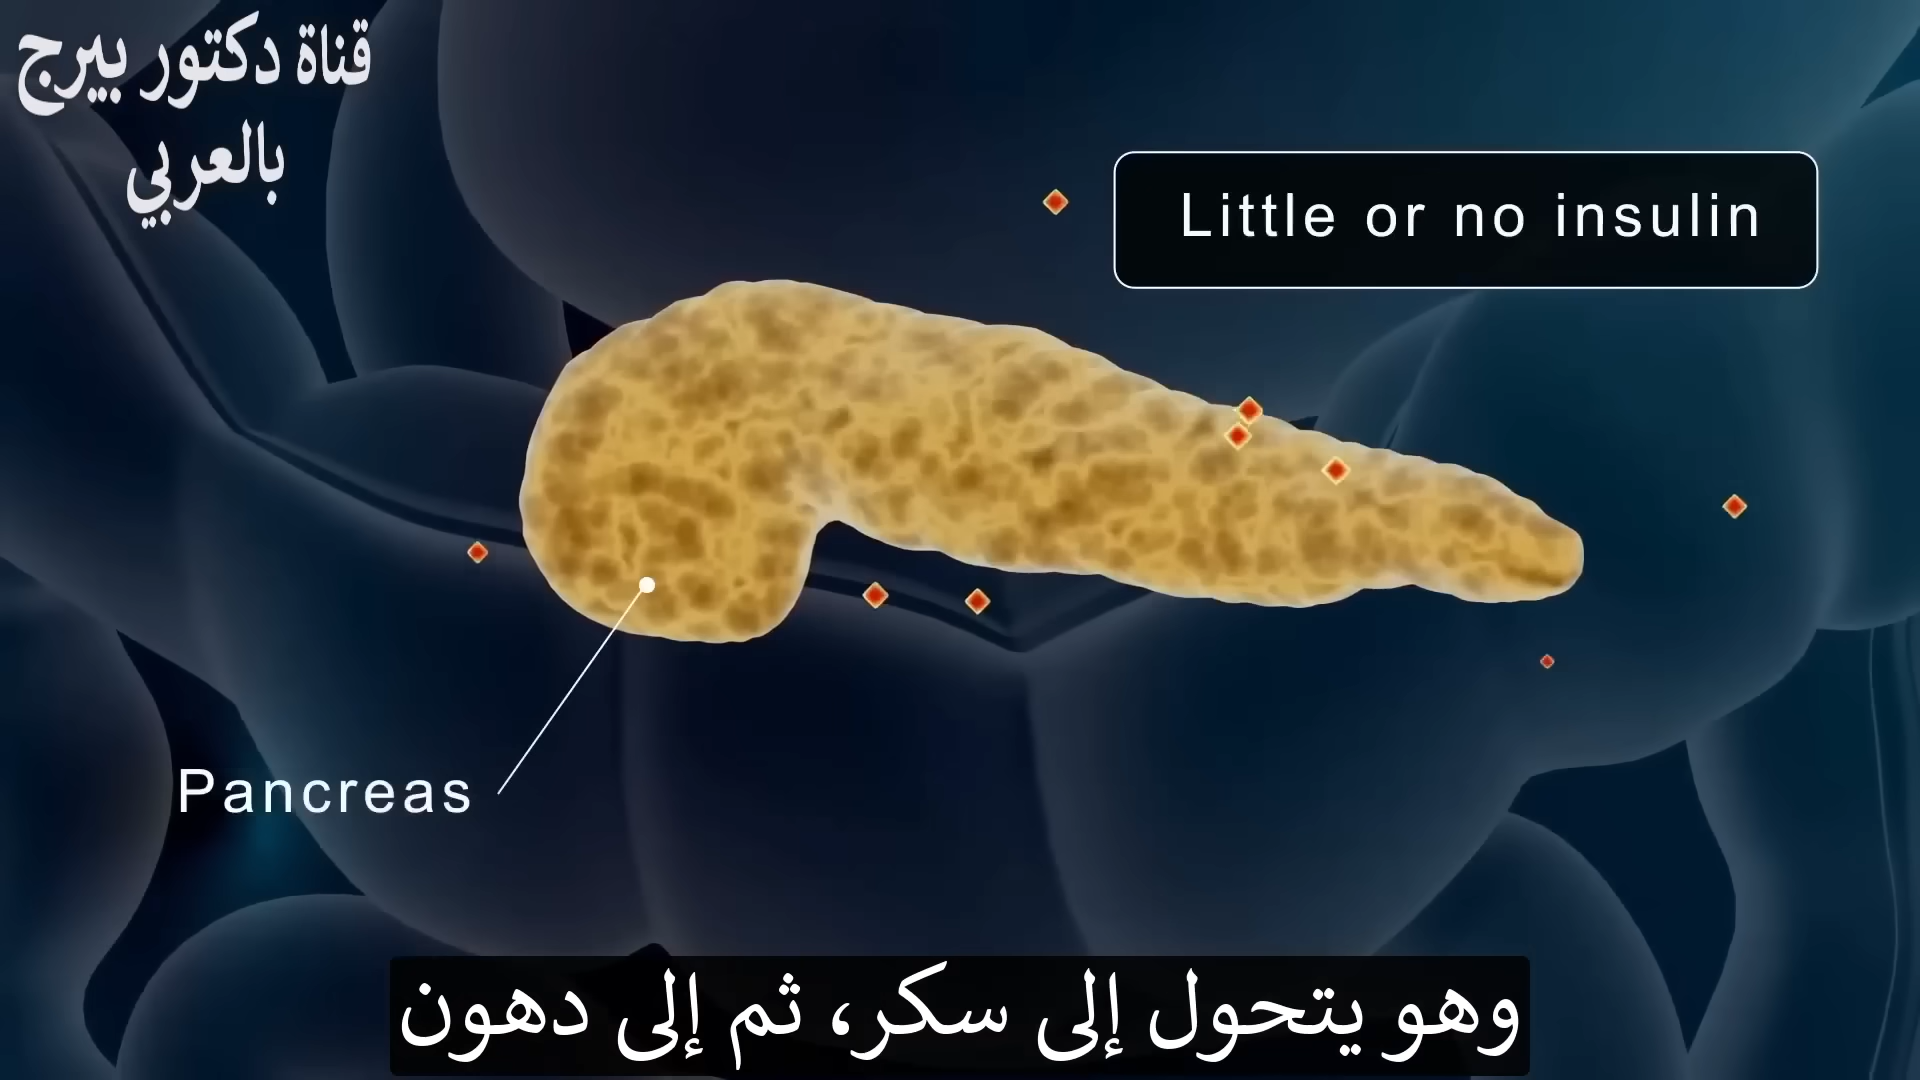 قناة دكتور بيرج
بالعربي
Little or no insulin
Pancreas
وهو يتحول إلى سكر، ثم إلى دهون